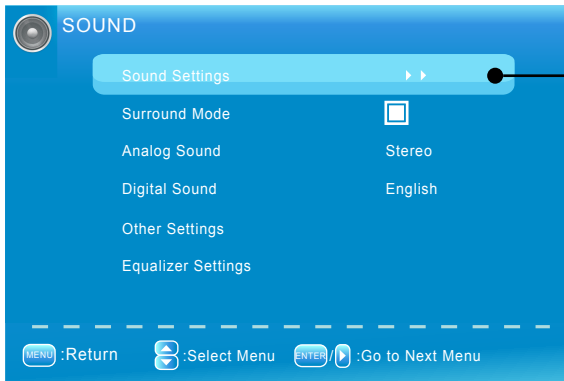 SOUND
Sound Settings
Surround Mode
Analog Sound Stereo
Digital Sound English
Other Settings
Equalizer Settings
MENU :Return :Select Menu ENTER / :Go to Next Menu